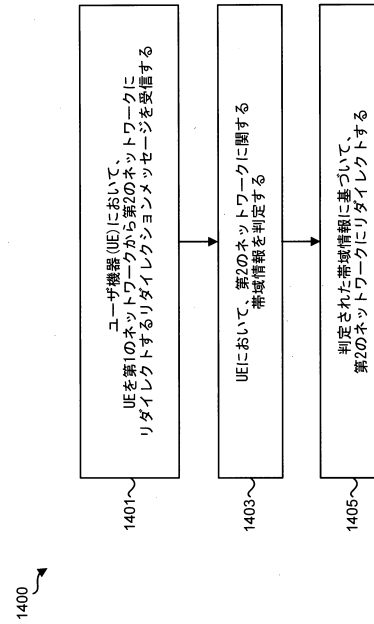 1400
ユーザ機器(UE)において、
UEを第1のネットワークから第2のネットワークに
リダイレクトするリダイレクションメッセージを受信する
1401
UEにおいて、第2のネットワークに関する
帯域情報を判定する
1403
判定された帯域情報に基づいて、
第2のネットワークにリダイレクトする
1405